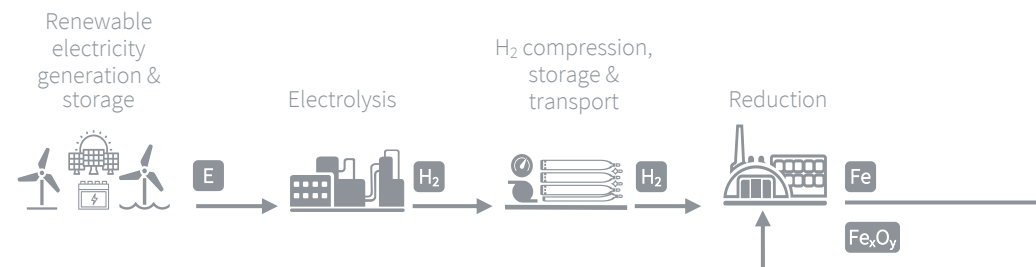 Renewable
electricity
generation &
storage
Electrolysis
H₂ compression,
storage &
transport
Reduction
E
H₂
H₂
Fe
FeₓOᵧ